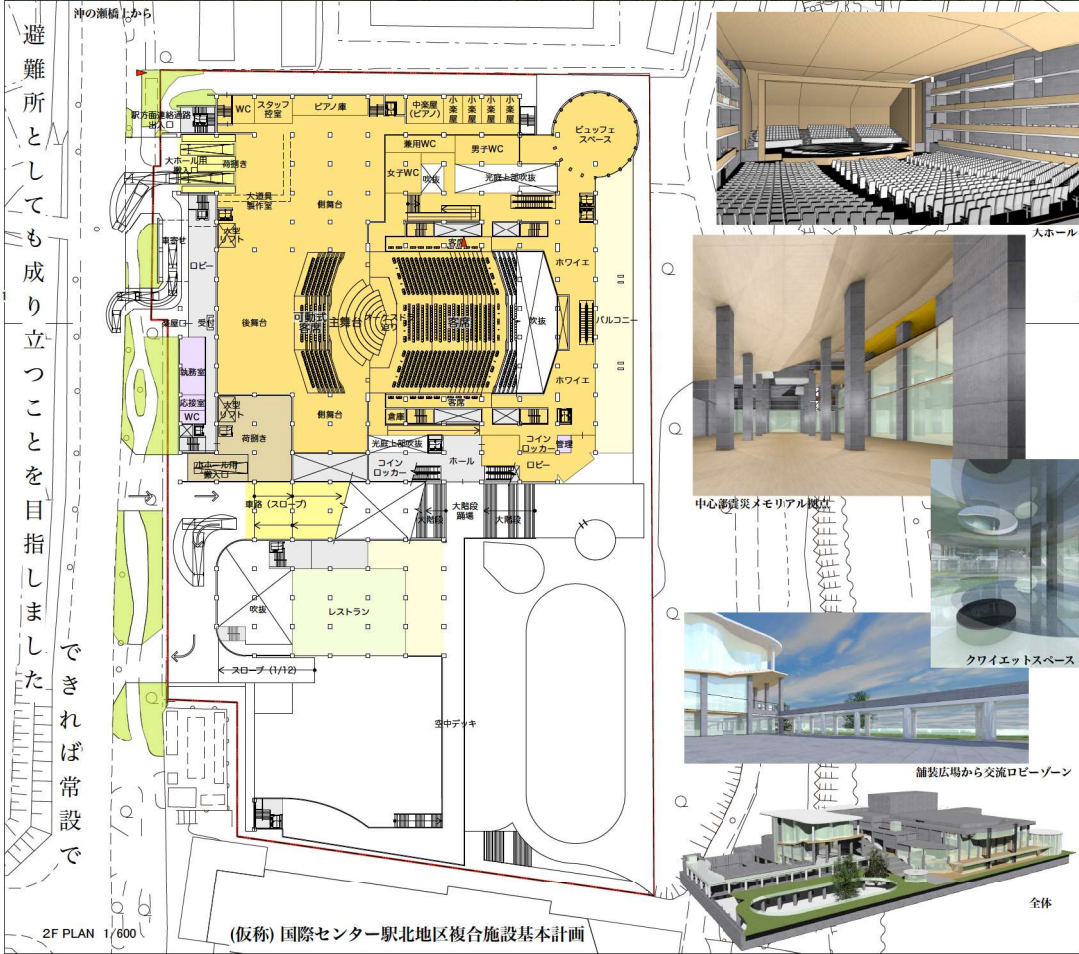 沖の瀬橋上から
避難所としても成り立つことを目指しました
できれば常設で
WC
スタッフ
控室
ピアノ庫
中楽屋
(ピアノ)
小楽屋
小楽屋
小楽屋
小楽屋
ビュッフェ
スペース
駅方面連絡通路
出入口
大ホール用
搬入口
荷捌き
兼用WC
男子WC
女子WC
吹抜
光庭上部吹抜
大道具
製作室
側舞台
大型
リフト
車寄せ
ロビー
客席
ホワイエ
楽屋口
受付
後舞台
可動式
客席
主舞台
オーケストラ
迫り
客席
吹抜
バルコニー
執務室
応接室
WC
大型
リフト
側舞台
ホワイエ
客席
倉庫
荷捌き
光庭上部吹抜
コイン
ロッカー
管理
ロビー
小ホール用
搬入口
コイン
ロッカー
ホール
車路(スロープ)
大階段
大階段
踊場
大階段
吹抜
レストラン
スロープ (1/12)
空中デッキ
大ホール
中心部震災メモリアル拠点
クワイエットスペース
舗装広場から交流ロビーゾーン
全体
2F PLAN 1/600
(仮称) 国際センター駅北地区複合施設基本計画